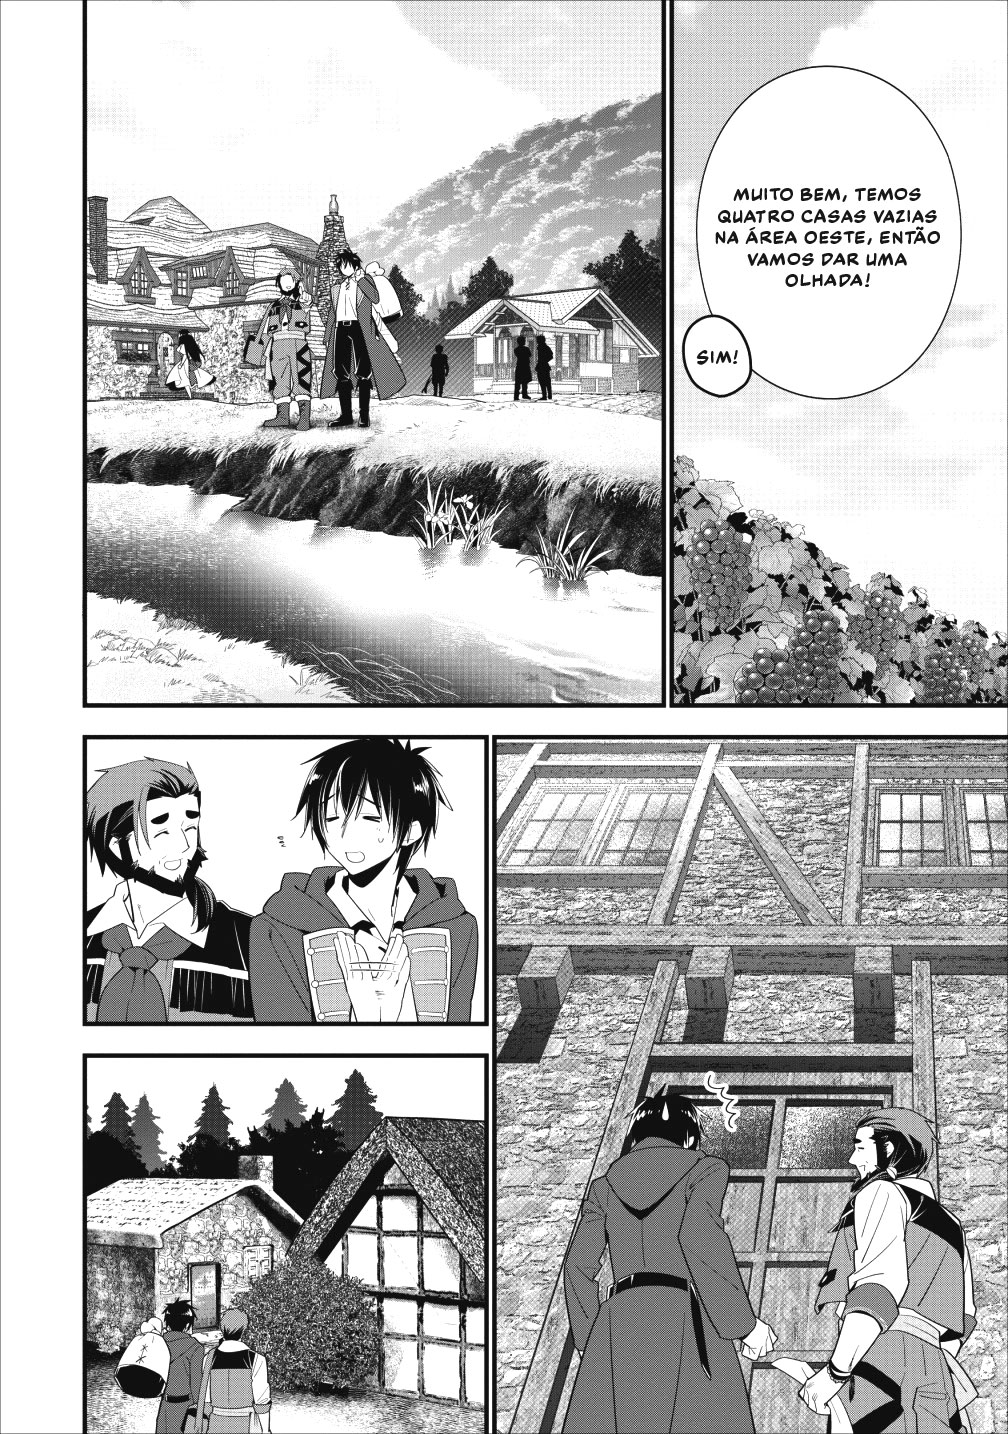 MUITO BEM, TEMOS
QUATRO CASAS VAZIAS
NA ÁREA OESTE, ENTÃO
VAMOS DAR UMA
OLHADA!
SIM!